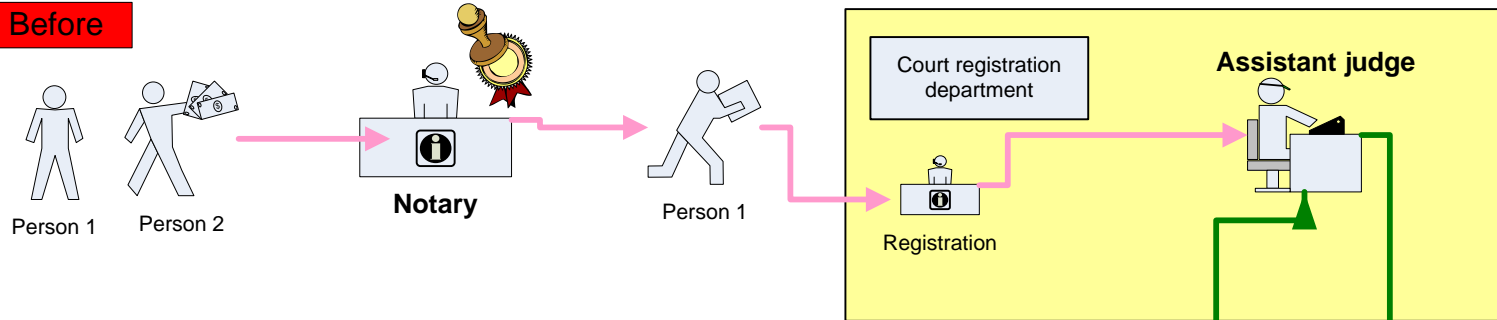 Before
Person 1
Person 2
Notary
Person 1
Court registration
department
Registration
Assistant judge